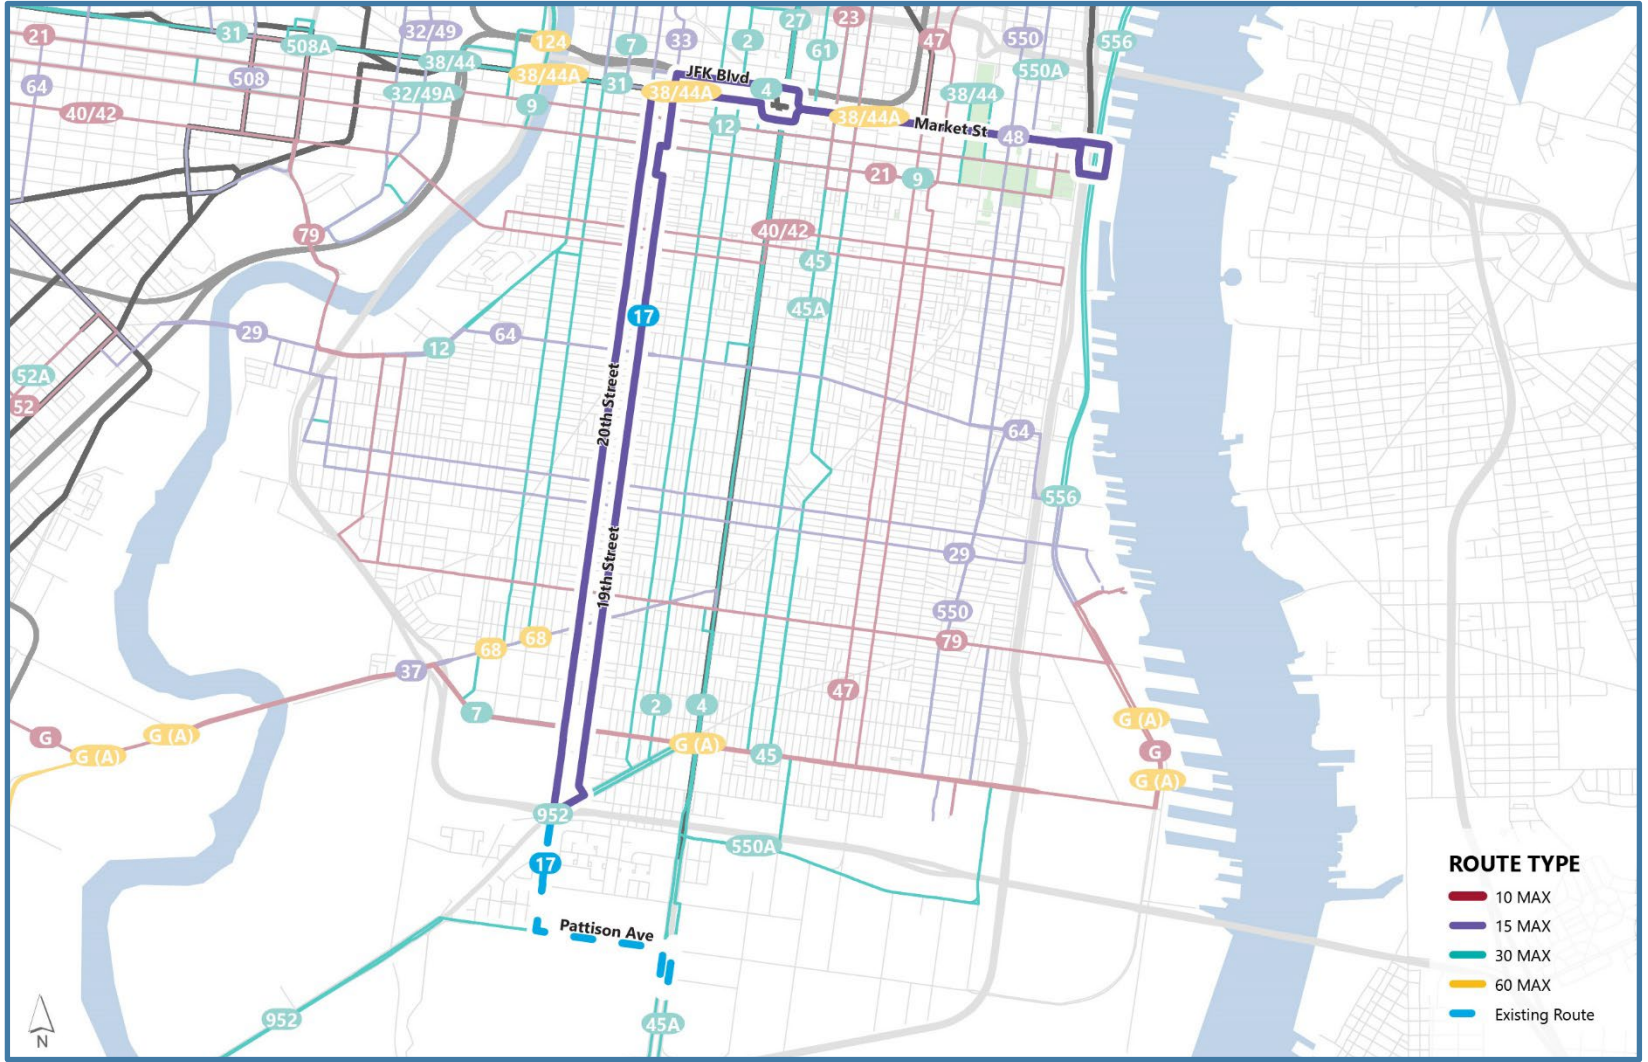 32/49
33
27
23
47
550
556
21
31
508A
124
7
2
61
38/44
550A
JFK Blvd
508
38/44A
31
38/44A
4
64
32/49A
9
38/44
40/42
12
38/44A
Market St
48
21
9
79
40/42
45
17
45A
29
64
12
52A
52
20th Street
64
556
19th Street
29
550
68
68
79
37
47
7
2
4
G
G (A)
G (A)
G (A)
45
G (A)
G
G (A)
952
550A
17
Pattison Ave
952
45A
N
ROUTE TYPE
10 MAX
15 MAX
30 MAX
60 MAX
Existing Route